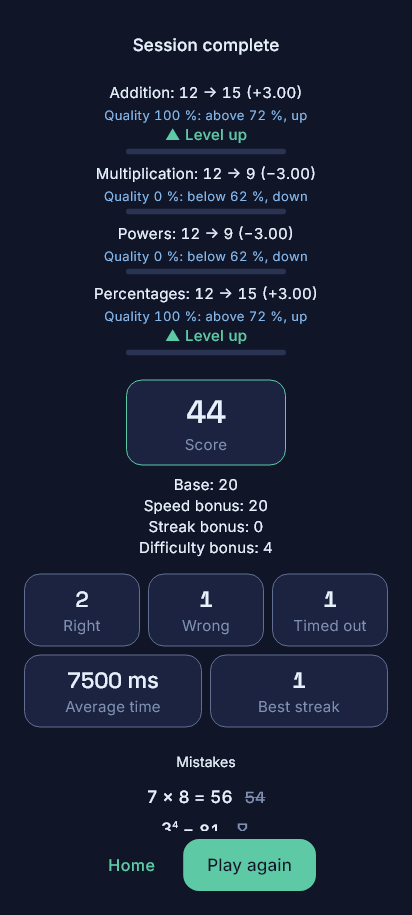 Session complete
Addition: 12 → 15 (+3.00)
Quality 100 %: above 72 %, up
▲ Level up
Multiplication: 12 → 9 (−3.00)
Quality 0 %: below 62 %, down
Powers: 12 → 9 (−3.00)
Quality 0 %: below 62 %, down
Percentages: 12 → 15 (+3.00)
Quality 100 %: above 72 %, up
▲ Level up
44
Score
Base: 20
Speed bonus: 20
Streak bonus: 0
Difficulty bonus: 4
2 1 1
Right Wrong Timed out
7500 ms 1
Average time Best streak
Mistakes
7 × 8 = 56 54
3⁴ = 81
Home Play again